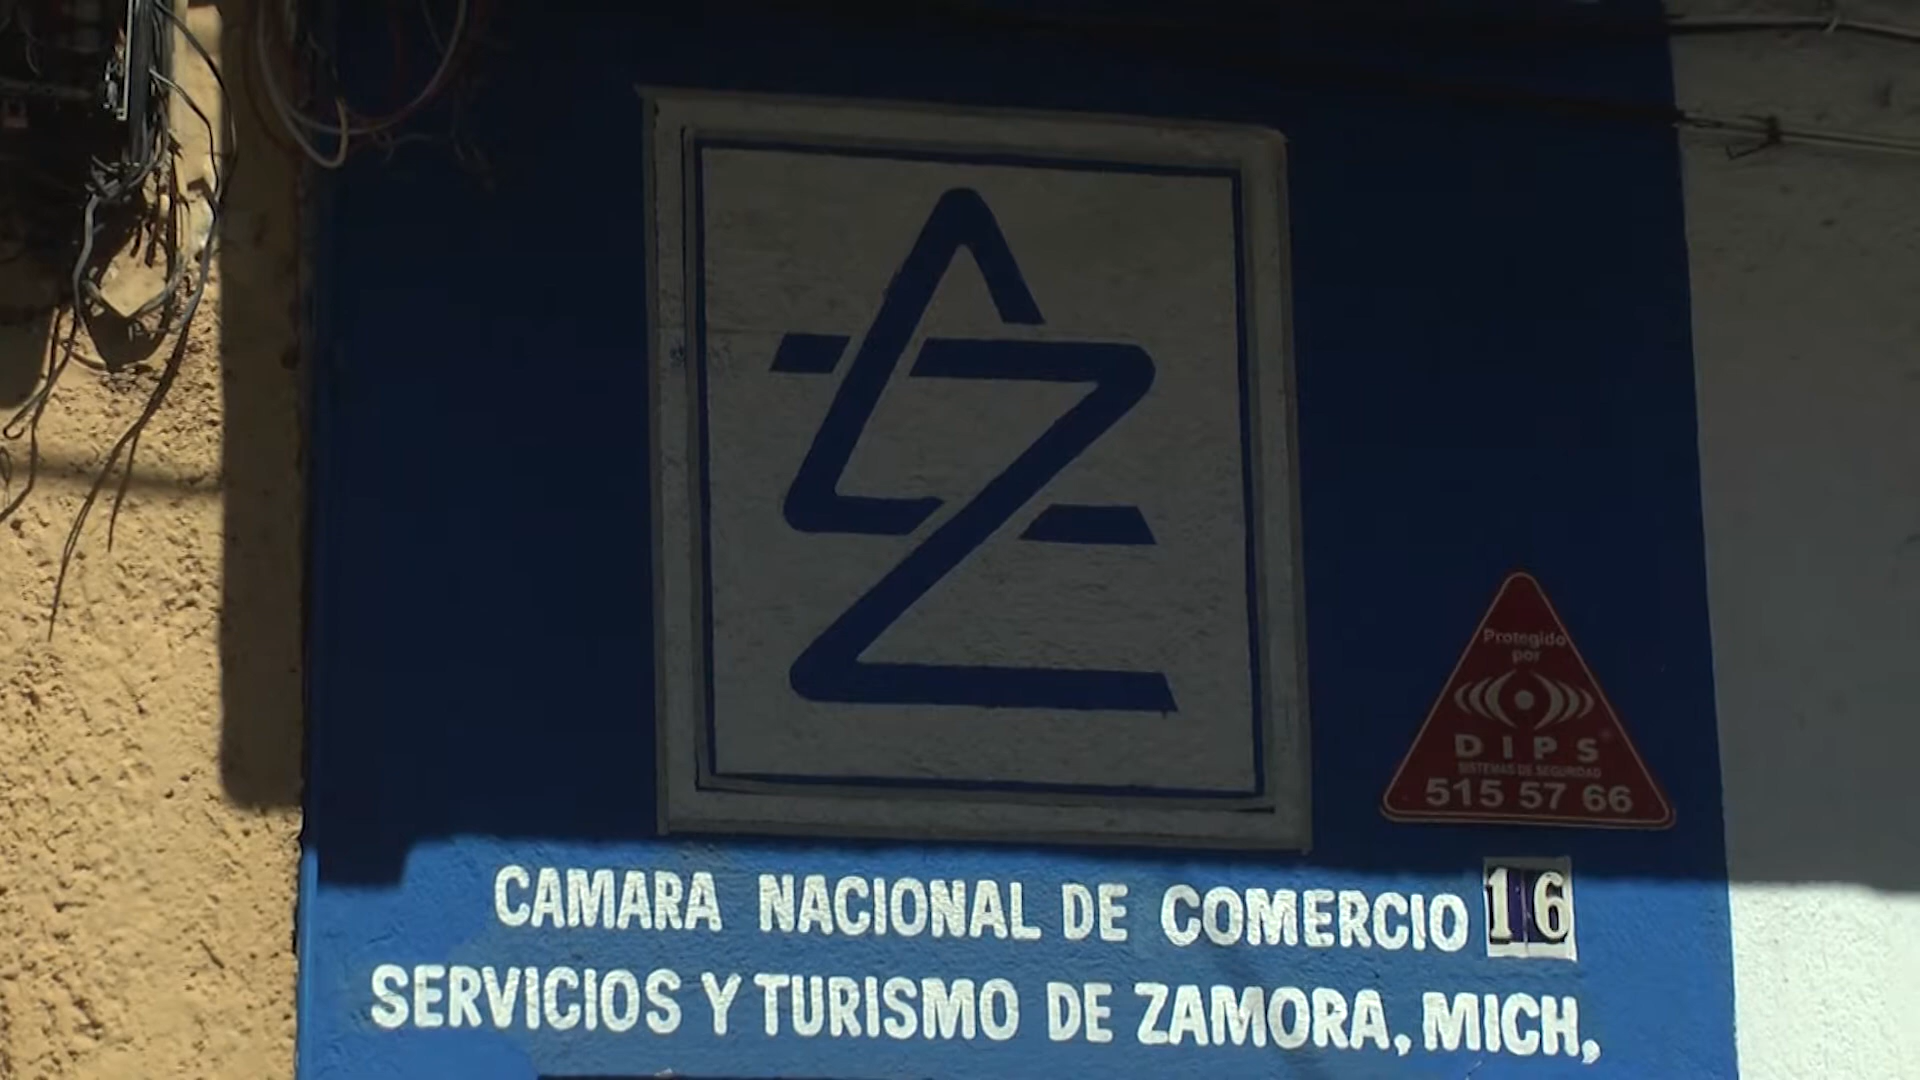 Protegido
por
DIPS
SISTEMAS DE SEGURIDAD
515 57 66
CAMARA NACIONAL DE COMERCIO
16
SERVICIOS Y TURISMO DE ZAMORA, MICH,